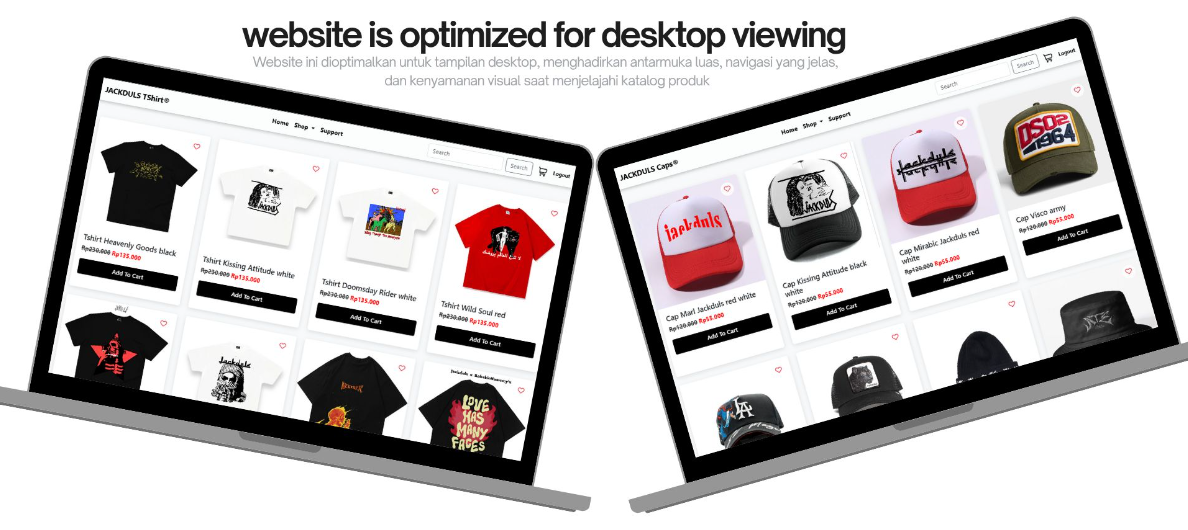 website is optimized for desktop viewing
Website ini dioptimalkan untuk tampilan desktop, menghadirkan antarmuka luas, navigasi yang jelas,
dan kenyamanan visual saat menjelajahi katalog produk
JACKDULS TShirt®
Home Shop Support
Search
Search
Logout
Tshirt Heavenly Goods black
Rp230.000 Rp135.000
Add To Cart
JACKDULS
Tshirt Kissing Attitude white
Rp230.000 Rp135.000
Add To Cart
Tshirt Doomsday Rider white
Rp230.000 Rp135.000
Add To Cart
Tshirt Wild Soul red
Rp230.000 Rp135.000
Add To Cart
Jackduls
LOVE
HAS
MANY
FACES
JACKDULS Caps®
Home Shop Support
Search
Search
Logout
jackduls
Cap Marl Jackduls red white
Rp120.000 Rp55.000
Add To Cart
JACKDULS
Cap Kissing Attitude black
white
Rp120.000 Rp55.000
Add To Cart
Jackduls
Cap Mirabic Jackduls red
white
Rp120.000 Rp55.000
Add To Cart
DSQ2
1964
Cap Visco army
Rp120.000 Rp55.000
Add To Cart
LA